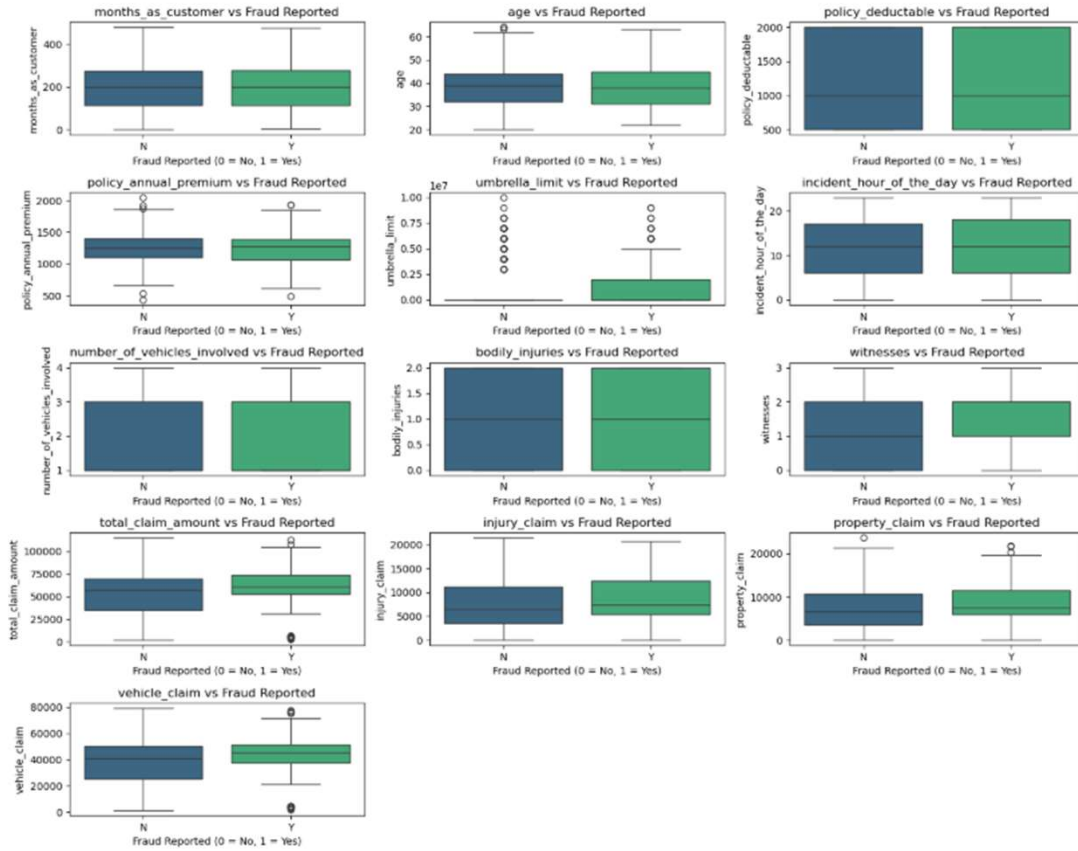 months_as_customer vs Fraud Reported
months_as_customer
400
200
0
N
Y
Fraud Reported (0 = No, 1 = Yes)
age vs Fraud Reported
age
60
50
40
30
20
N
Y
Fraud Reported (0 = No, 1 = Yes)
policy_deductable vs Fraud Reported
policy_deductable
2000
1500
1000
500
N
Y
Fraud Reported (0 = No, 1 = Yes)
policy_annual_premium vs Fraud Reported
policy_annual_premium
2000
1500
1000
500
N
Y
Fraud Reported (0 = No, 1 = Yes)
umbrella_limit vs Fraud Reported
1e7
umbrella_limit
1.00
0.75
0.50
0.25
0.00
N
Y
Fraud Reported (0 = No, 1 = Yes)
incident_hour_of_the_day vs Fraud Reported
incident_hour_of_the_day
20
10
0
N
Y
Fraud Reported (0 = No, 1 = Yes)
number_of_vehicles_involved vs Fraud Reported
number_of_vehicles_involved
4
3
2
1
N
Y
Fraud Reported (0 = No, 1 = Yes)
bodily_injuries vs Fraud Reported
bodily_injuries
2.0
1.5
1.0
0.5
0.0
N
Y
Fraud Reported (0 = No, 1 = Yes)
witnesses vs Fraud Reported
witnesses
3
2
1
0
N
Y
Fraud Reported (0 = No, 1 = Yes)
total_claim_amount vs Fraud Reported
total_claim_amount
100000
75000
50000
25000
0
N
Y
Fraud Reported (0 = No, 1 = Yes)
injury_claim vs Fraud Reported
injury_claim
20000
15000
10000
5000
0
N
Y
Fraud Reported (0 = No, 1 = Yes)
property_claim vs Fraud Reported
property_claim
20000
10000
0
N
Y
Fraud Reported (0 = No, 1 = Yes)
vehicle_claim vs Fraud Reported
vehicle_claim
80000
60000
40000
20000
0
N
Y
Fraud Reported (0 = No, 1 = Yes)